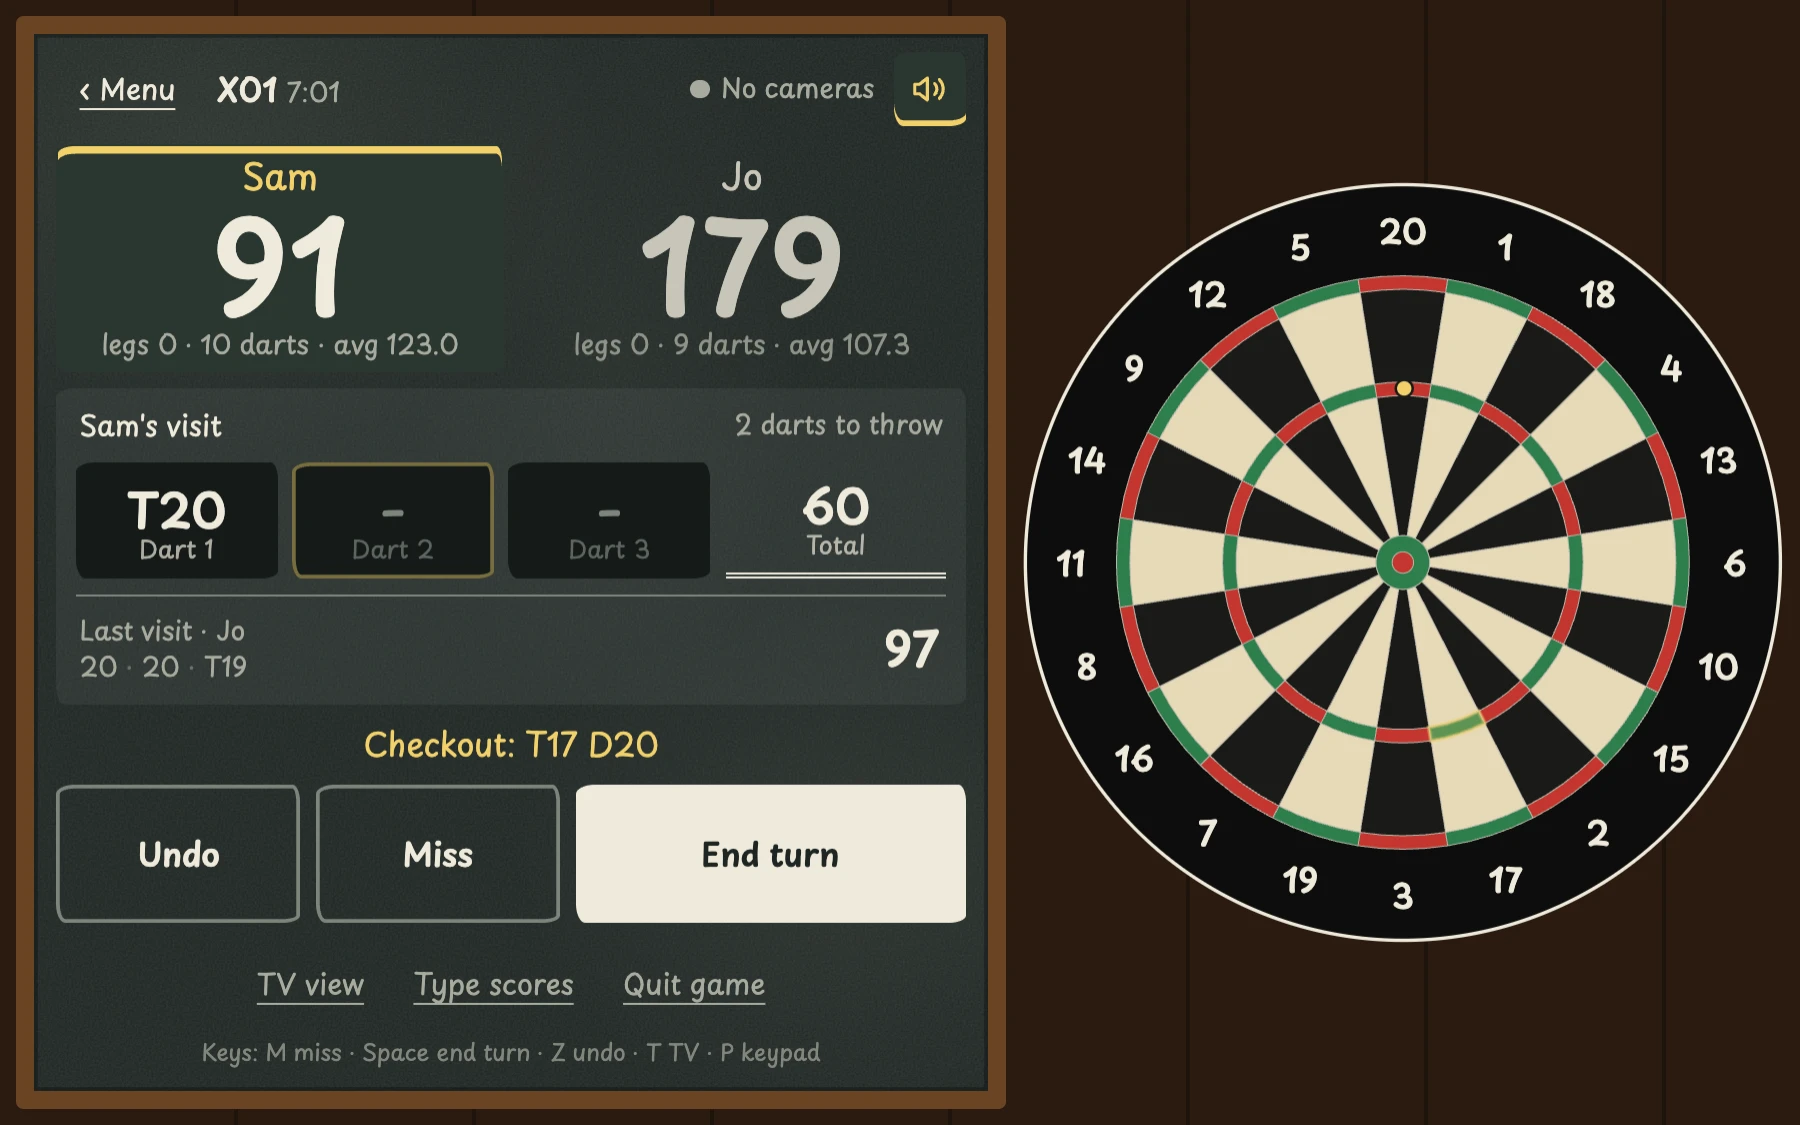 ‹ Menu X01 7:01 No cameras
Sam
91
legs 0 · 10 darts · avg 123.0
Jo
179
legs 0 · 9 darts · avg 107.3
Sam's visit 2 darts to throw
T20
Dart 1
–
Dart 2
–
Dart 3
60
Total
Last visit · Jo
20 · 20 · T19
97
Checkout: T17 D20
Undo Miss End turn
TV view Type scores Quit game
Keys: M miss · Space end turn · Z undo · T TV · P keypad
20
1
18
4
13
6
10
15
2
17
3
19
7
16
8
11
14
9
12
5